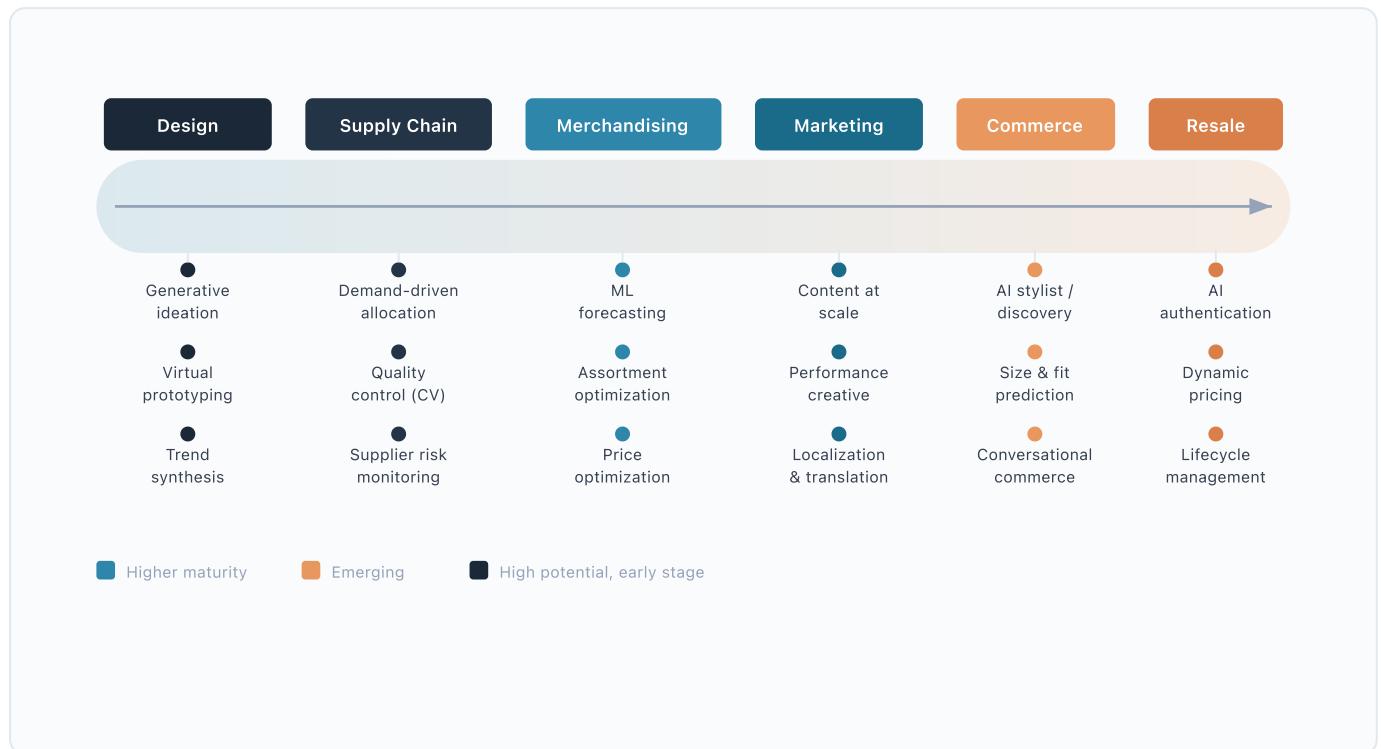 Design
Supply Chain
Merchandising
Marketing
Commerce
Resale
Generative
ideation
Virtual
prototyping
Trend
synthesis
Demand-driven
allocation
Quality
control (CV)
Supplier risk
monitoring
ML
forecasting
Assortment
optimization
Price
optimization
Content at
scale
Performance
creative
Localization
& translation
AI stylist /
discovery
Size & fit
prediction
Conversational
commerce
AI
authentication
Dynamic
pricing
Lifecycle
management
Higher maturity
Emerging
High potential, early stage